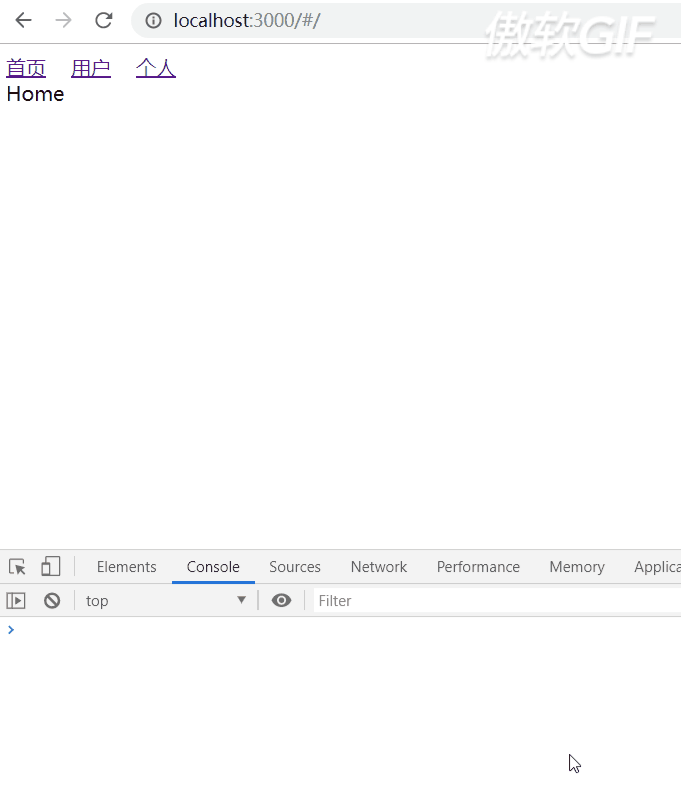 localhost:3000/#/
傲软GIF
首页 用户 个人
Home
Elements Console Sources Network Performance Memory Applica
top Filter